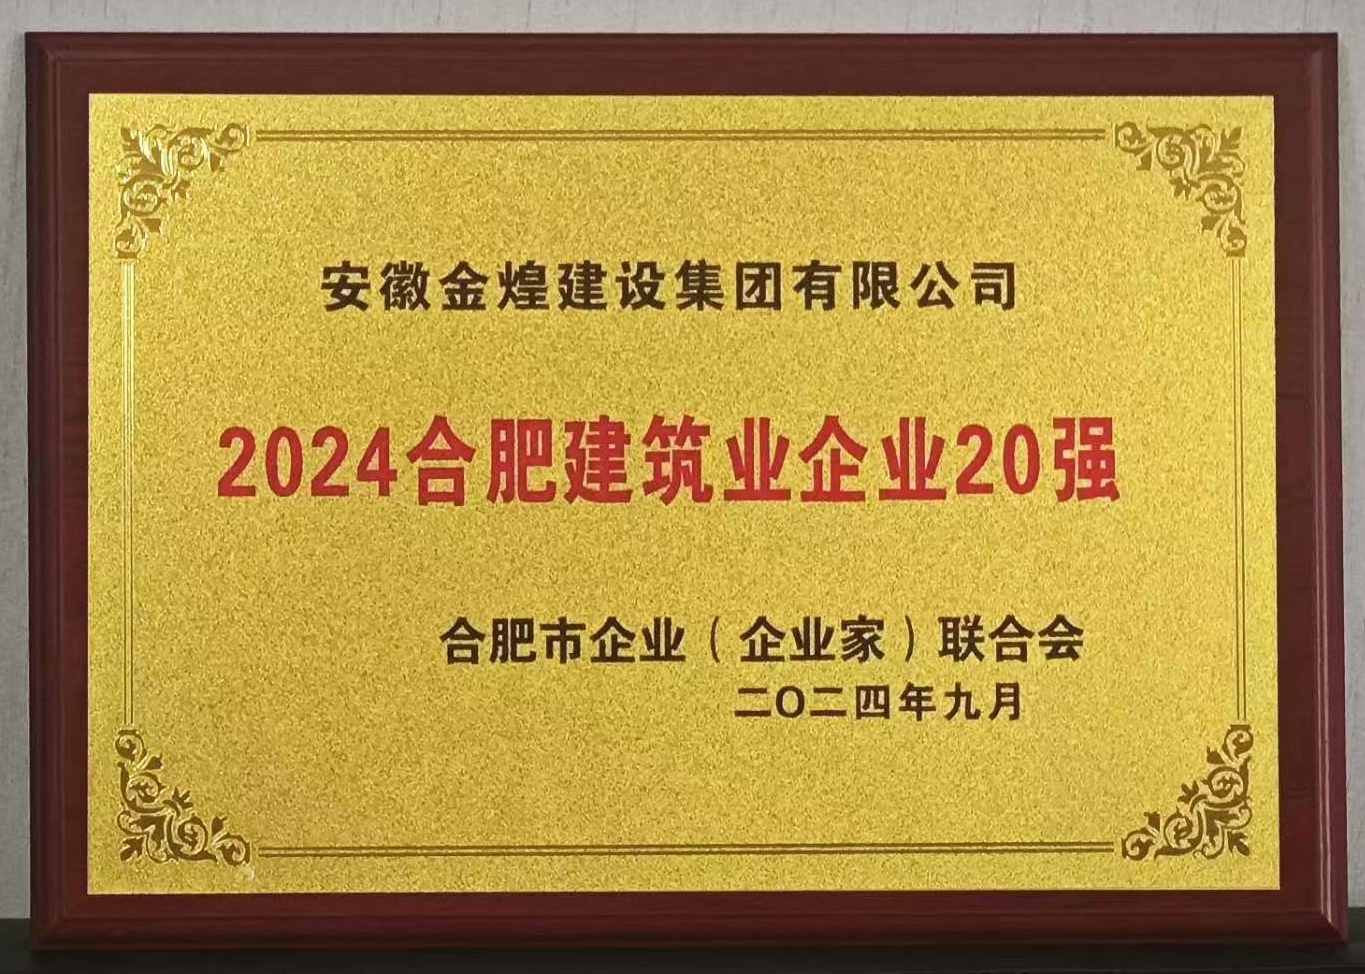 安徽金煌建设集团有限公司
2024合肥建筑业企业20强
合肥市企业（企业家）联合会
二〇二四年九月